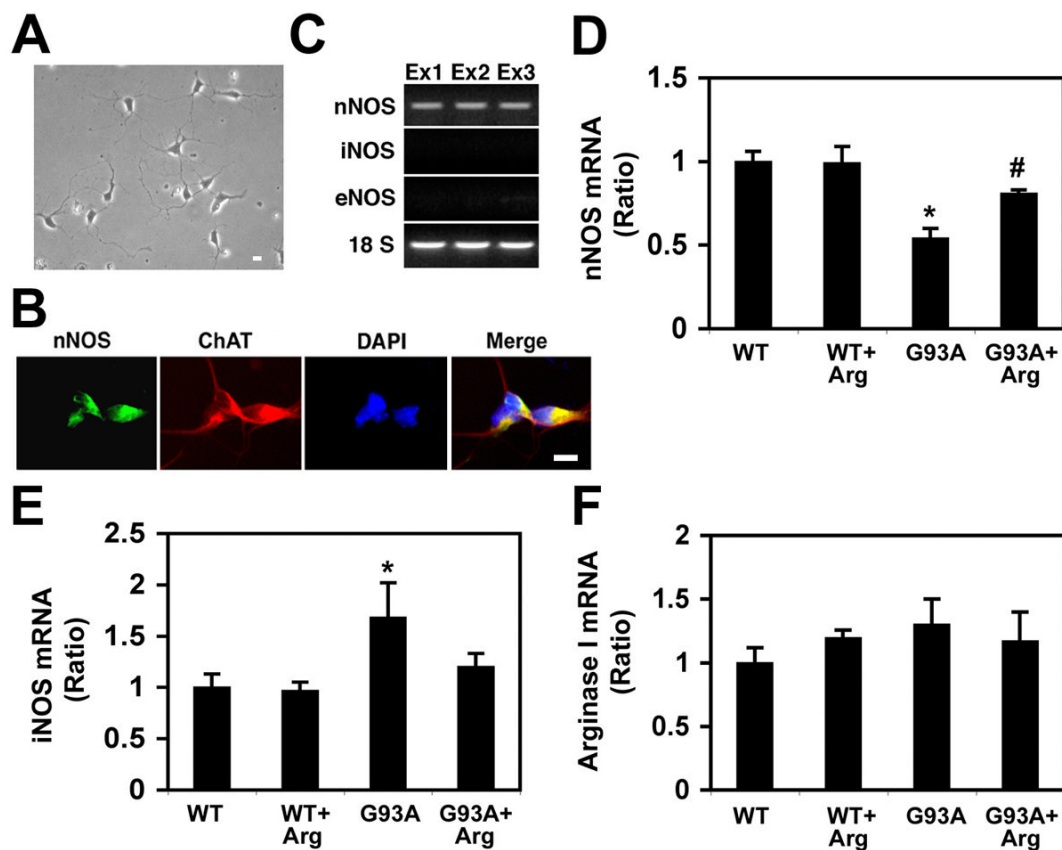 A
C
Ex1 Ex2 Ex3
nNOS
iNOS
eNOS
18 S
B
nNOS ChAT DAPI Merge
D
nNOS mRNA
(Ratio)
1.5
1
0.5
0
*
#
WT WT+ G93A G93A+
Arg Arg
E
iNOS mRNA
(Ratio)
2.5
2
1.5
1
0.5
0
*
WT WT+ G93A G93A+
Arg Arg
F
Arginase I mRNA
(Ratio)
2
1.5
1
0.5
0
WT WT+ G93A G93A+
Arg Arg